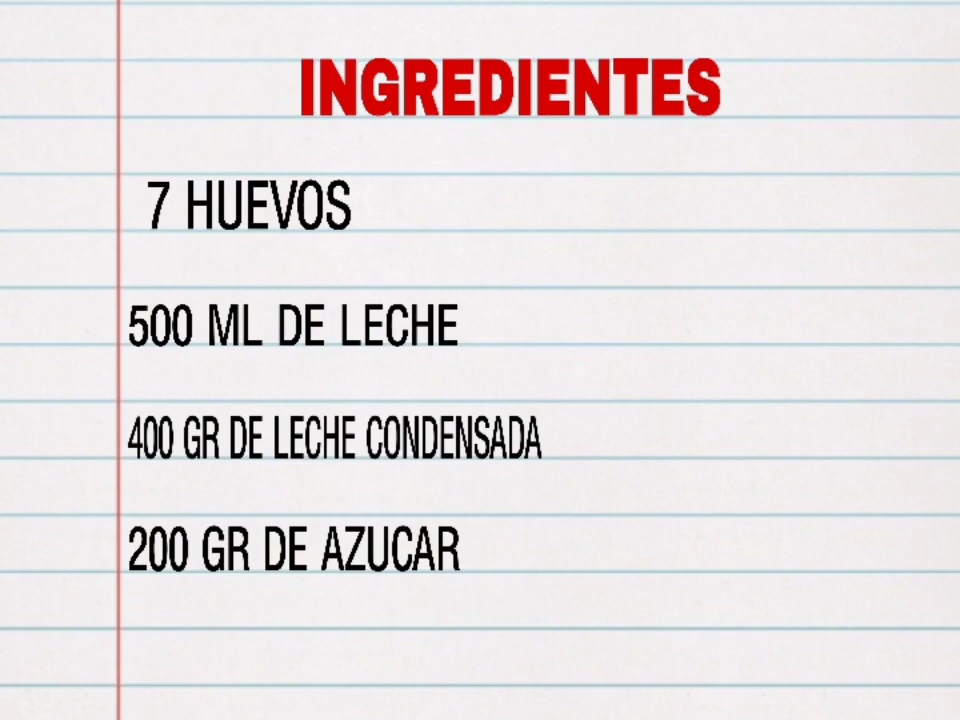 INGREDIENTES
7 HUEVOS
500 ML DE LECHE
400 GR DE LECHE CONDENSADA
200 GR DE AZUCAR